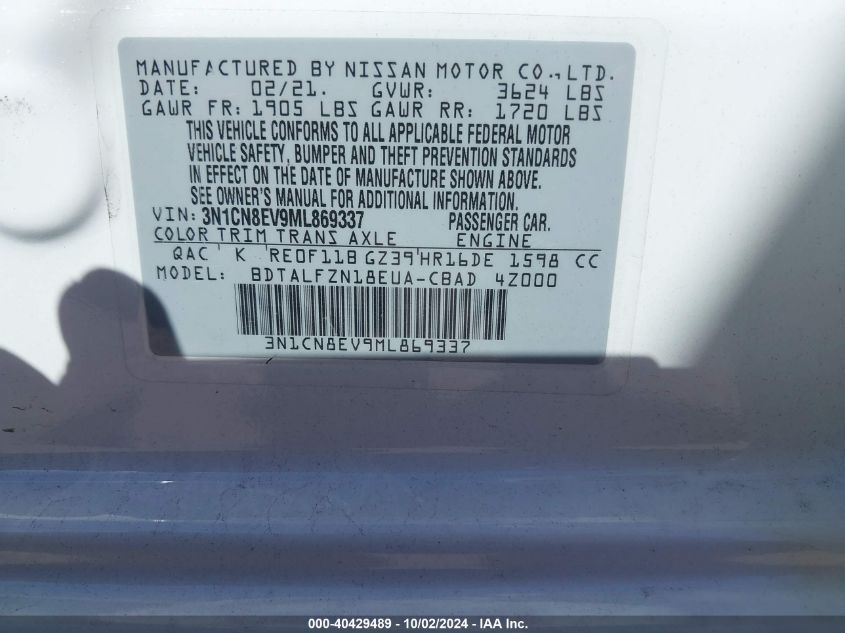 MANUFACTURED BY NISSAN MOTOR CO.,LTD.
DATE: 02/21. GVWR: 3624 LBS
GAWR FR: 1905 LBS GAWR RR: 1720 LBS
THIS VEHICLE CONFORMS TO ALL APPLICABLE FEDERAL MOTOR
VEHICLE SAFETY, BUMPER AND THEFT PREVENTION STANDARDS
IN EFFECT ON THE DATE OF MANUFACTURE SHOWN ABOVE.
SEE OWNER'S MANUAL FOR ADDITIONAL INFORMATION.
VIN: 3N1CN8EV9ML869337 PASSENGER CAR.
COLOR TRIM TRANS AXLE ENGINE
QAC K RE0F11B GZ39 HR16DE 1598 CC
MODEL: BDTALFZN18EUA-CBAD 4Z000
3N1CN8EV9ML869337
000-40429489 - 10/02/2024 - IAA Inc.